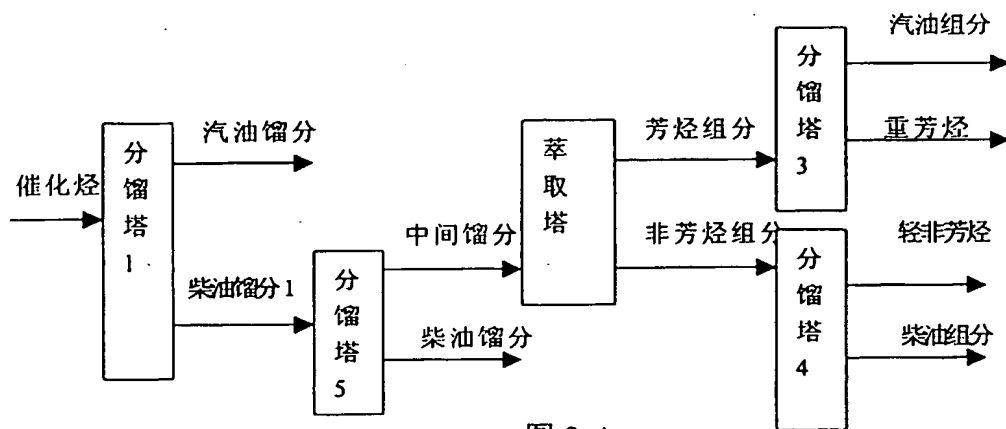 催化烃
分馏塔1
汽油馏分
柴油馏分1
分馏塔5
中间馏分
柴油馏分
萃取塔
芳烃组分
非芳烃组分
分馏塔3
汽油组分
重芳烃
分馏塔4
轻非芳烃
柴油组分